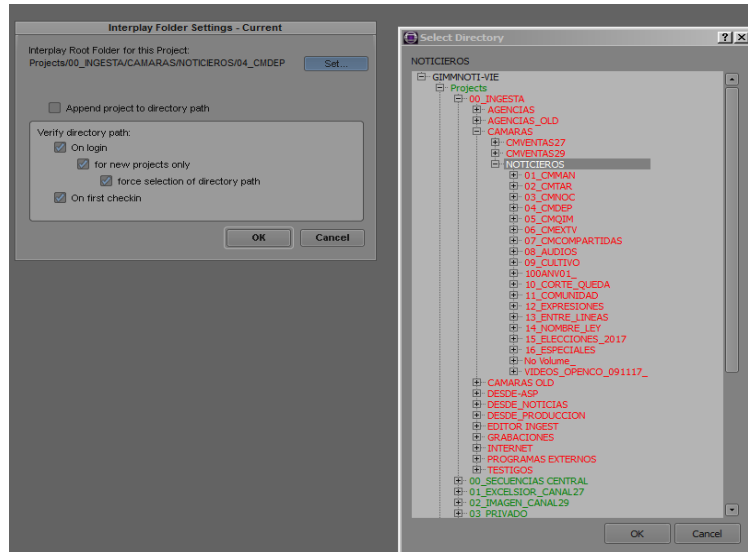 Interplay Folder Settings - Current
Interplay Root Folder for this Project:
Projects/00_INGESTA/CAMARAS/NOTICIEROS/04_CMDEP
Set...
Append project to directory path
Verify directory path:
On login
for new projects only
force selection of directory path
On first checkin
OK
Cancel
Select Directory
NOTICIEROS
GIMMNOTI-VIE
Projects
00_INGESTA
AGENCIAS
AGENCIAS_OLD
CAMARAS
CMVENTAS27
CMVENTAS29
NOTICIEROS
01_CMMAN
02_CMTAR
03_CMNOC
04_CMDEP
05_CMQIM
06_CMEXTV
07_CMCOMPARTIDAS
08_AUDIOS
09_CULTIVO
100ANV01_
10_CORTE_QUEDA
11_COMUNIDAD
12_EXPRESIONES
13_ENTRE_LINEAS
14_NOMBRE_LEY
15_ELECCIONES_2017
16_ESPECIALES
No Volume_
VIDEOS_OPENCO_091117_
CAMARAS OLD
DESDE-ASP
DESDE_NOTICIAS
DESDE_PRODUCCION
EDITOR INGEST
GRABACIONES
INTERNET
PROGRAMAS EXTERNOS
TESTIGOS
00_SECUENCIAS CENTRAL
01_EXCELSIOR_CANAL27
02_IMAGEN_CANAL29
03_PRIVADO
OK
Cancel